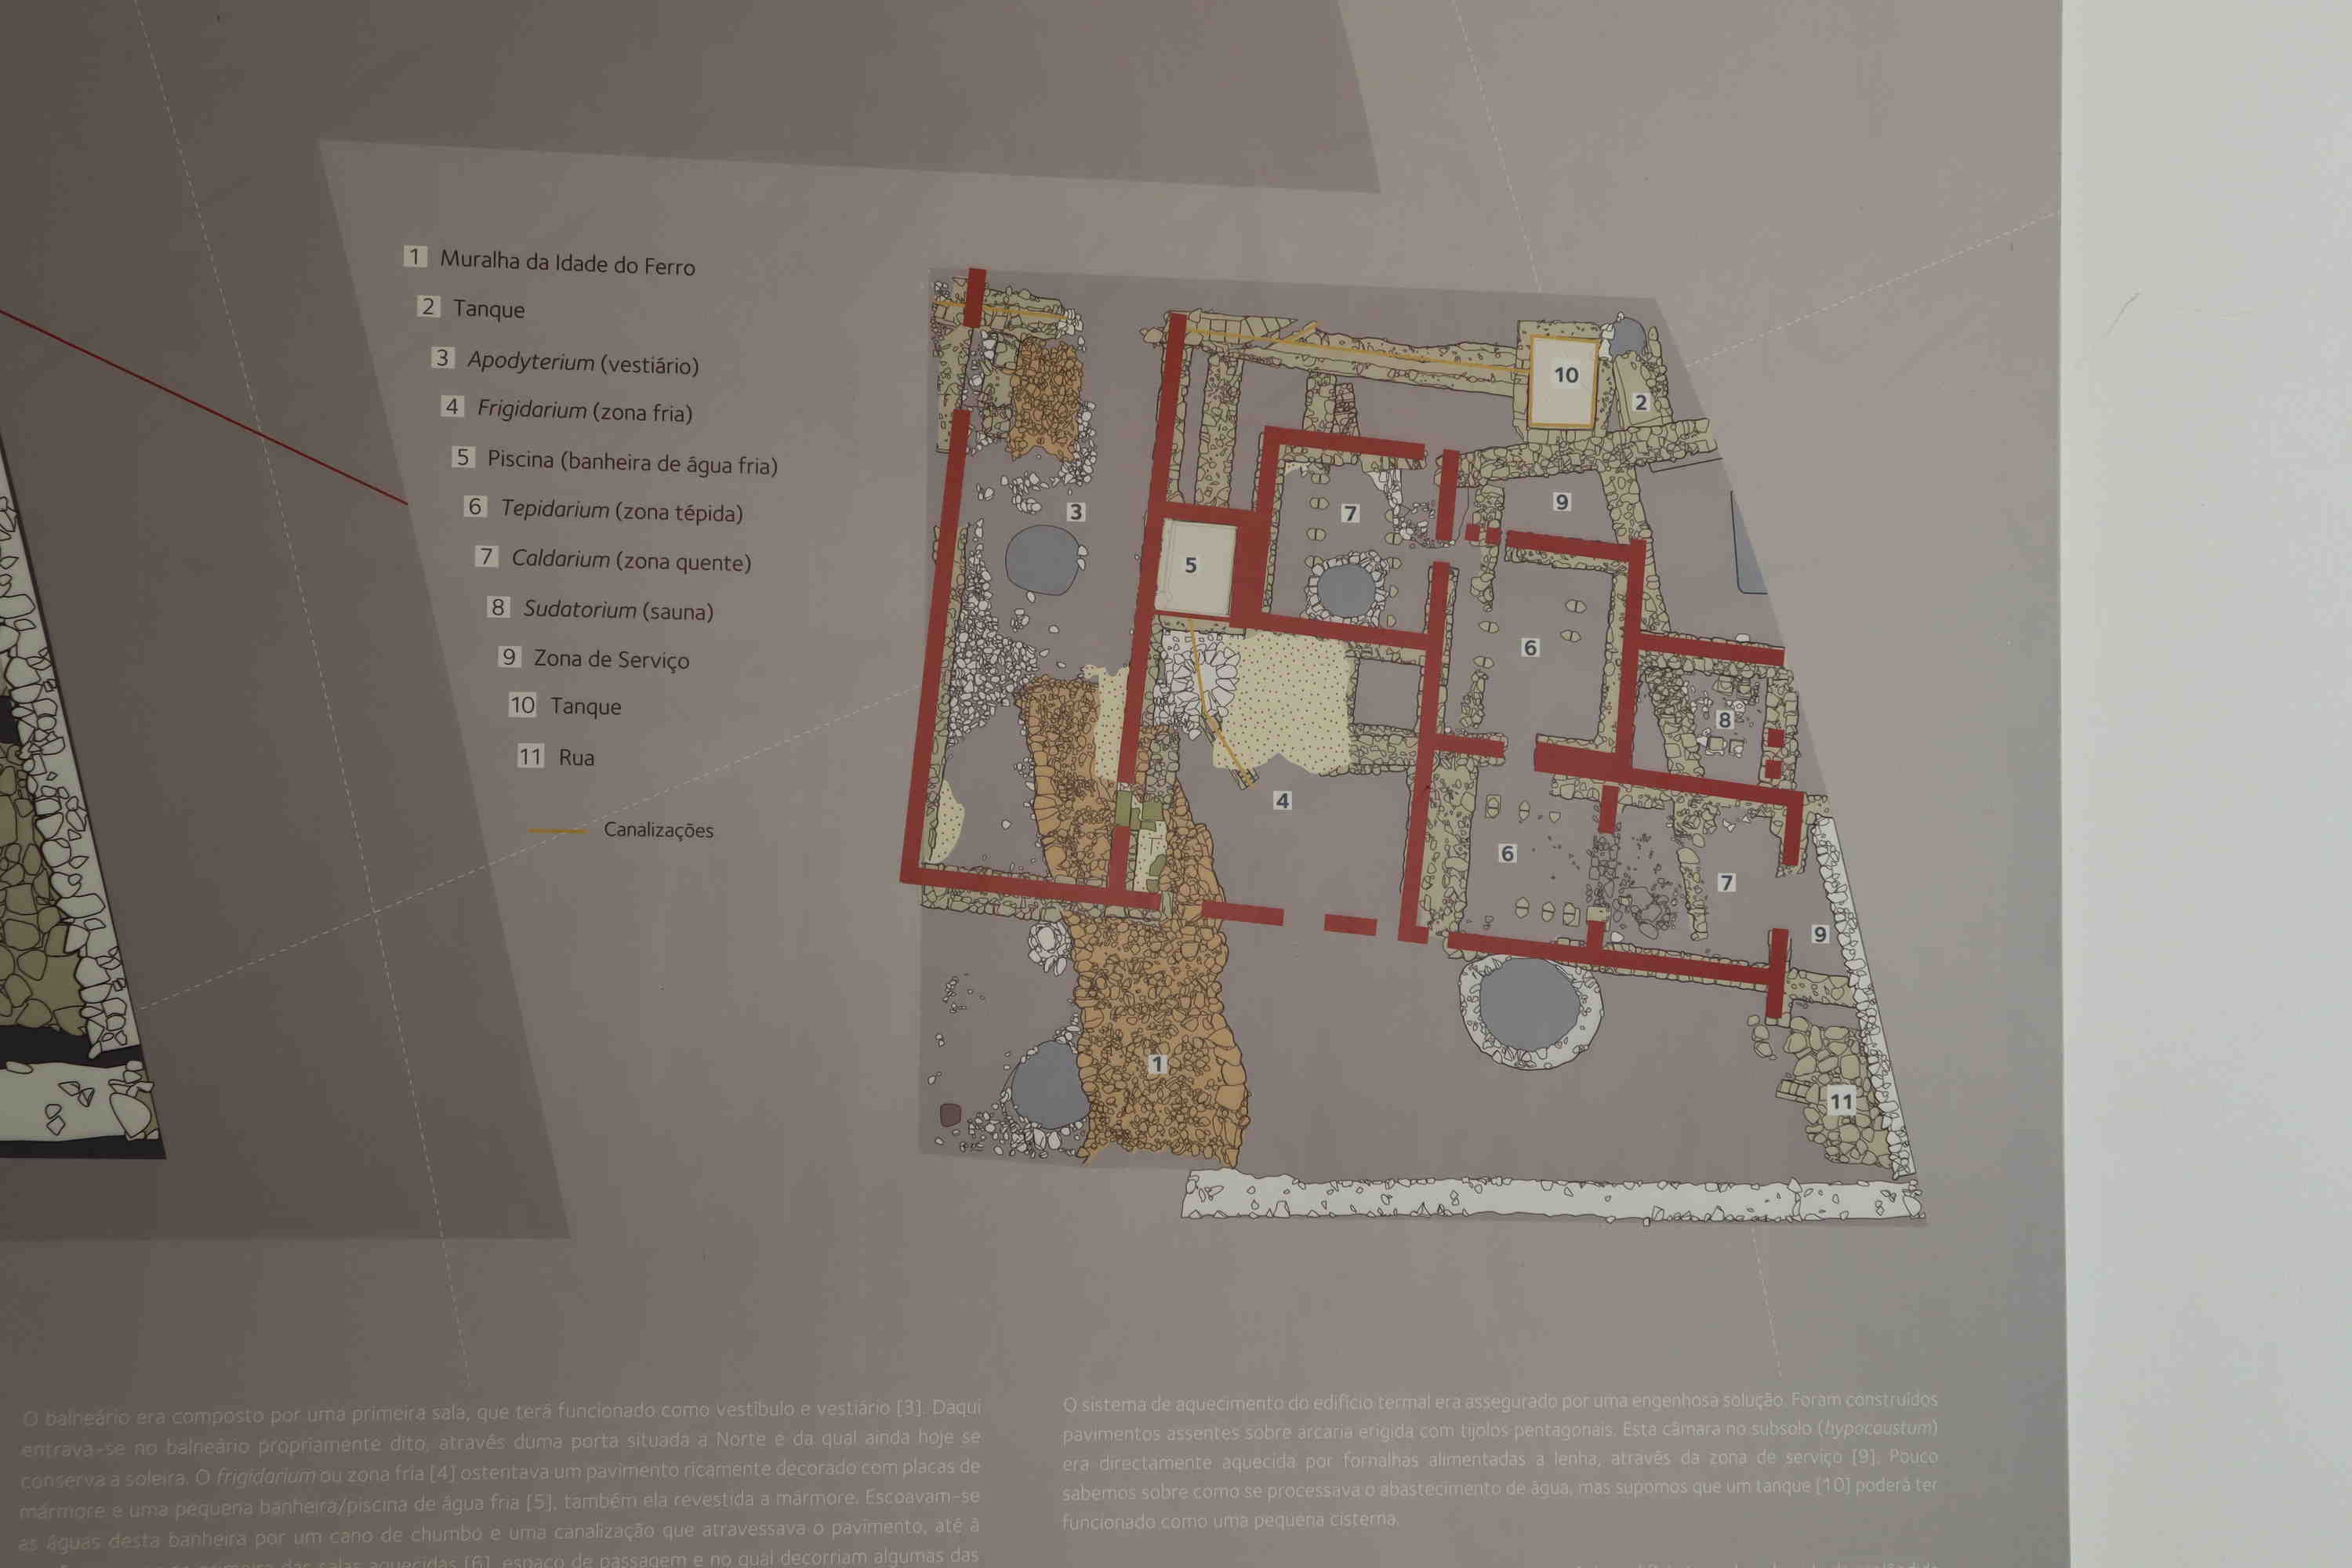 1 Muralha da Idade do Ferro
2 Tanque
3 Apodyterium (vestiário)
4 Frigidarium (zona fria)
5 Piscina (banheira de água fria)
6 Tepidarium (zona tépida)
7 Caldarium (zona quente)
8 Sudatorium (sauna)
9 Zona de Serviço
10 Tanque
11 Rua
Canalizações
10
2
9
3
7
5
6
8
4
6
7
9
1
11
O balneário era composto por uma primeira sala, que terá funcionado como vestíbulo e vestiário [3]. Daqui
entrava-se no balneário propriamente dito, através duma porta situada a Norte e da qual ainda hoje se
conserva a soleira. O frigidarium ou zona fria [4] ostentava um pavimento ricamente decorado com placas de
mármore e uma pequena banheira/piscina de água fria [5], também ela revestida a mármore. Escoavam-se
as águas desta banheira por um cano de chumbo e uma canalização que atravessava o pavimento, até à
primeira das salas aquecidas [6], espaço de passagem e no qual decorriam algumas das
O sistema de aquecimento do edifício termal era assegurado por uma engenhosa solução. Foram construídos
pavimentos assentes sobre arcaria erigida com tijolos pentagonais. Esta câmara no subsolo (hypocaustum)
era directamente aquecida por fornalhas alimentadas a lenha, através da zona de serviço [9]. Pouco
sabemos sobre como se processava o abastecimento de água, mas supomos que um tanque [10] poderá ter
funcionado como uma pequena cisterna.